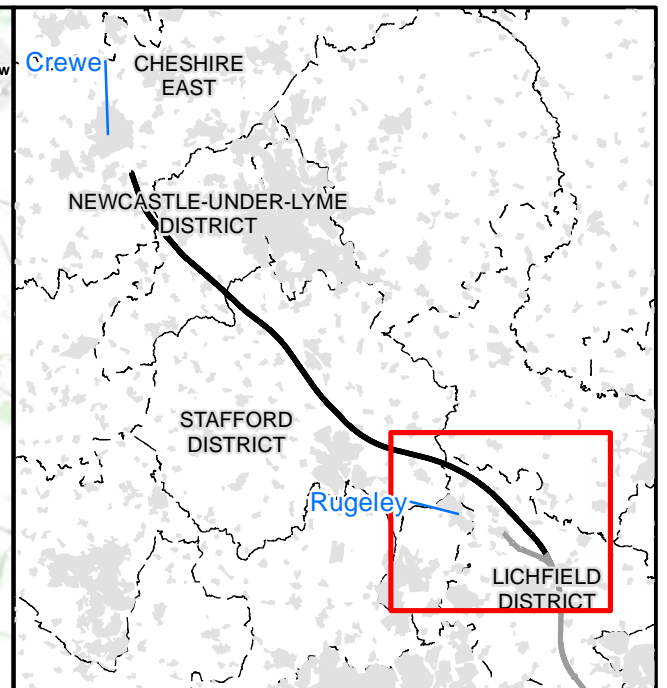 w
Crewe
CHESHIRE
EAST
NEWCASTLE-UNDER-LYME
DISTRICT
STAFFORD
DISTRICT
Rugeley
LICHFIELD
DISTRICT